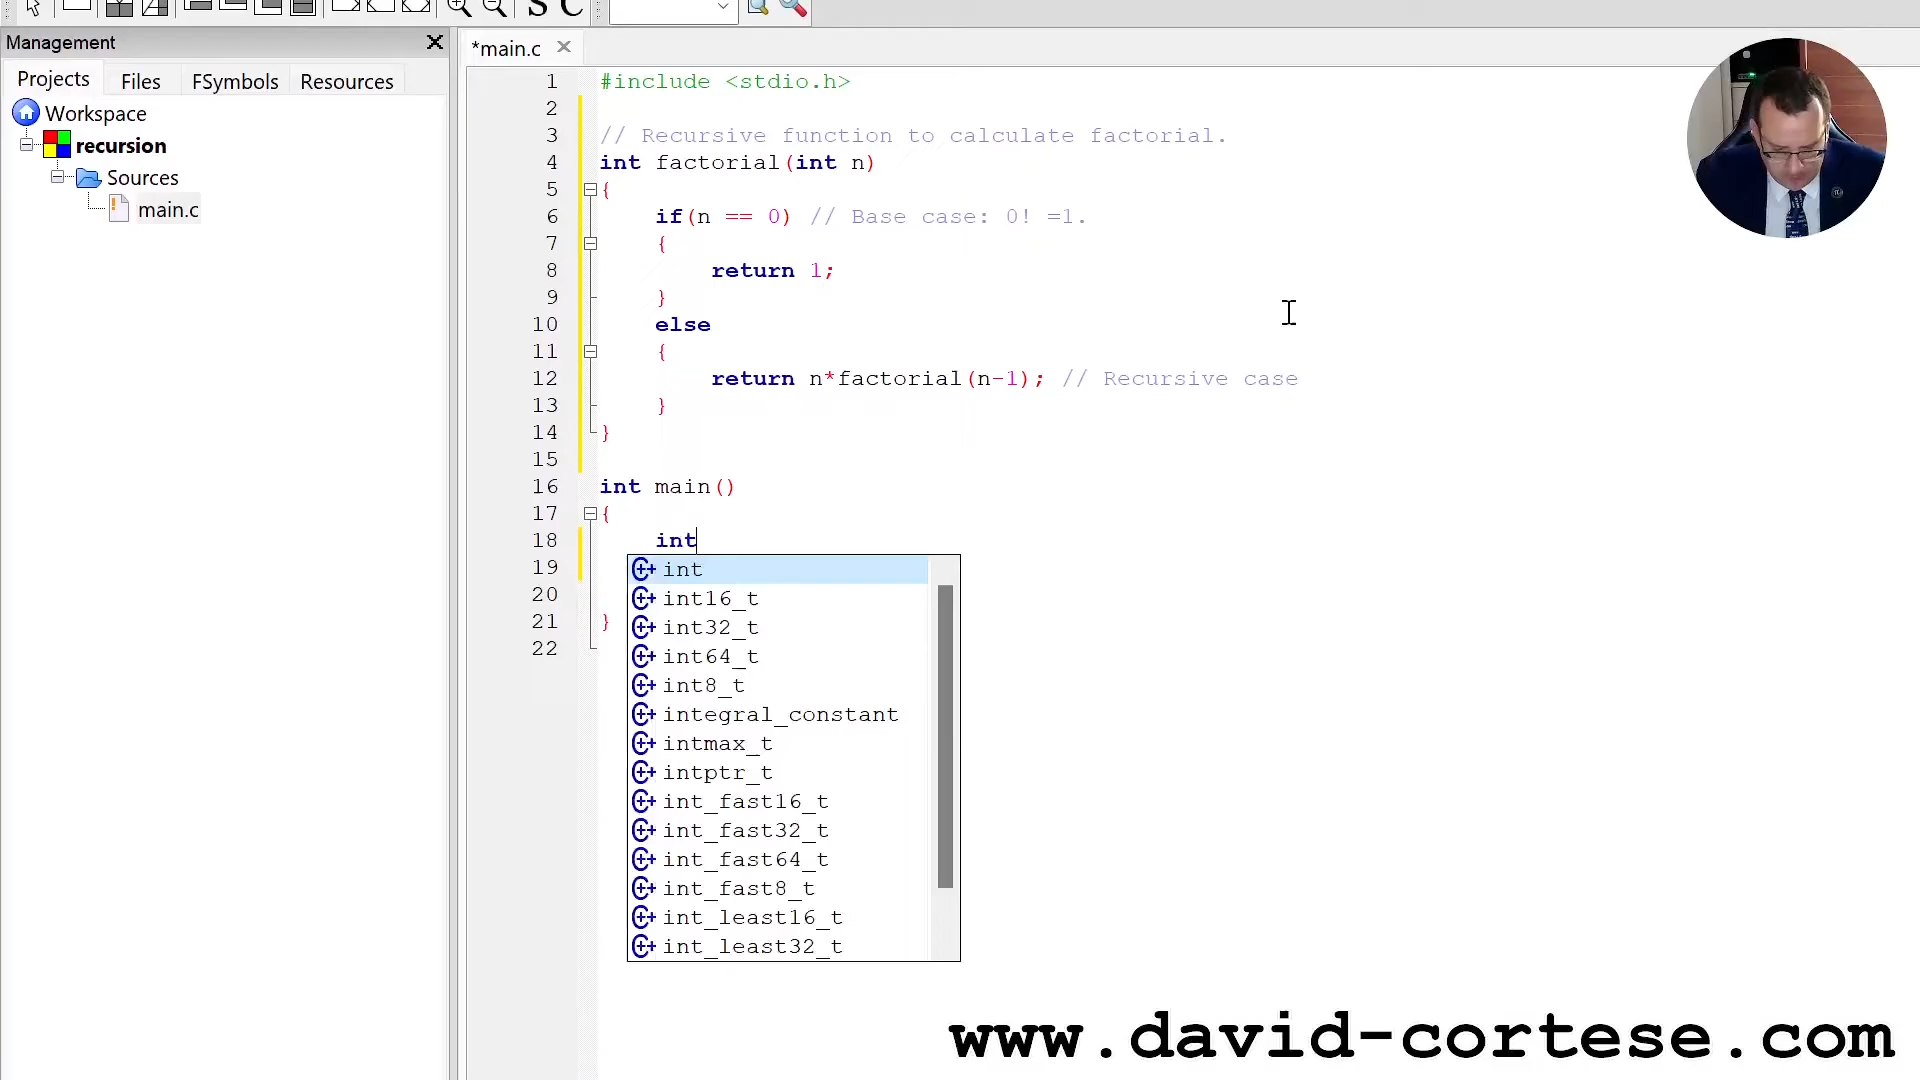 S C
Management
*main.c
Projects Files FSymbols Resources
Workspace
recursion
Sources
main.c
1 #include <stdio.h>
2
3 // Recursive function to calculate factorial.
4 int factorial(int n)
5 {
6 if(n == 0) // Base case: 0! =1.
7 {
8 return 1;
9 }
10 else
11 {
12 return n*factorial(n-1); // Recursive case
13 }
14 }
15
16 int main()
17 {
18 int
19
20
21 }
22
int
int16_t
int32_t
int64_t
int8_t
integral_constant
intmax_t
intptr_t
int_fast16_t
int_fast32_t
int_fast64_t
int_fast8_t
int_least16_t
int_least32_t
www.david-cortese.com